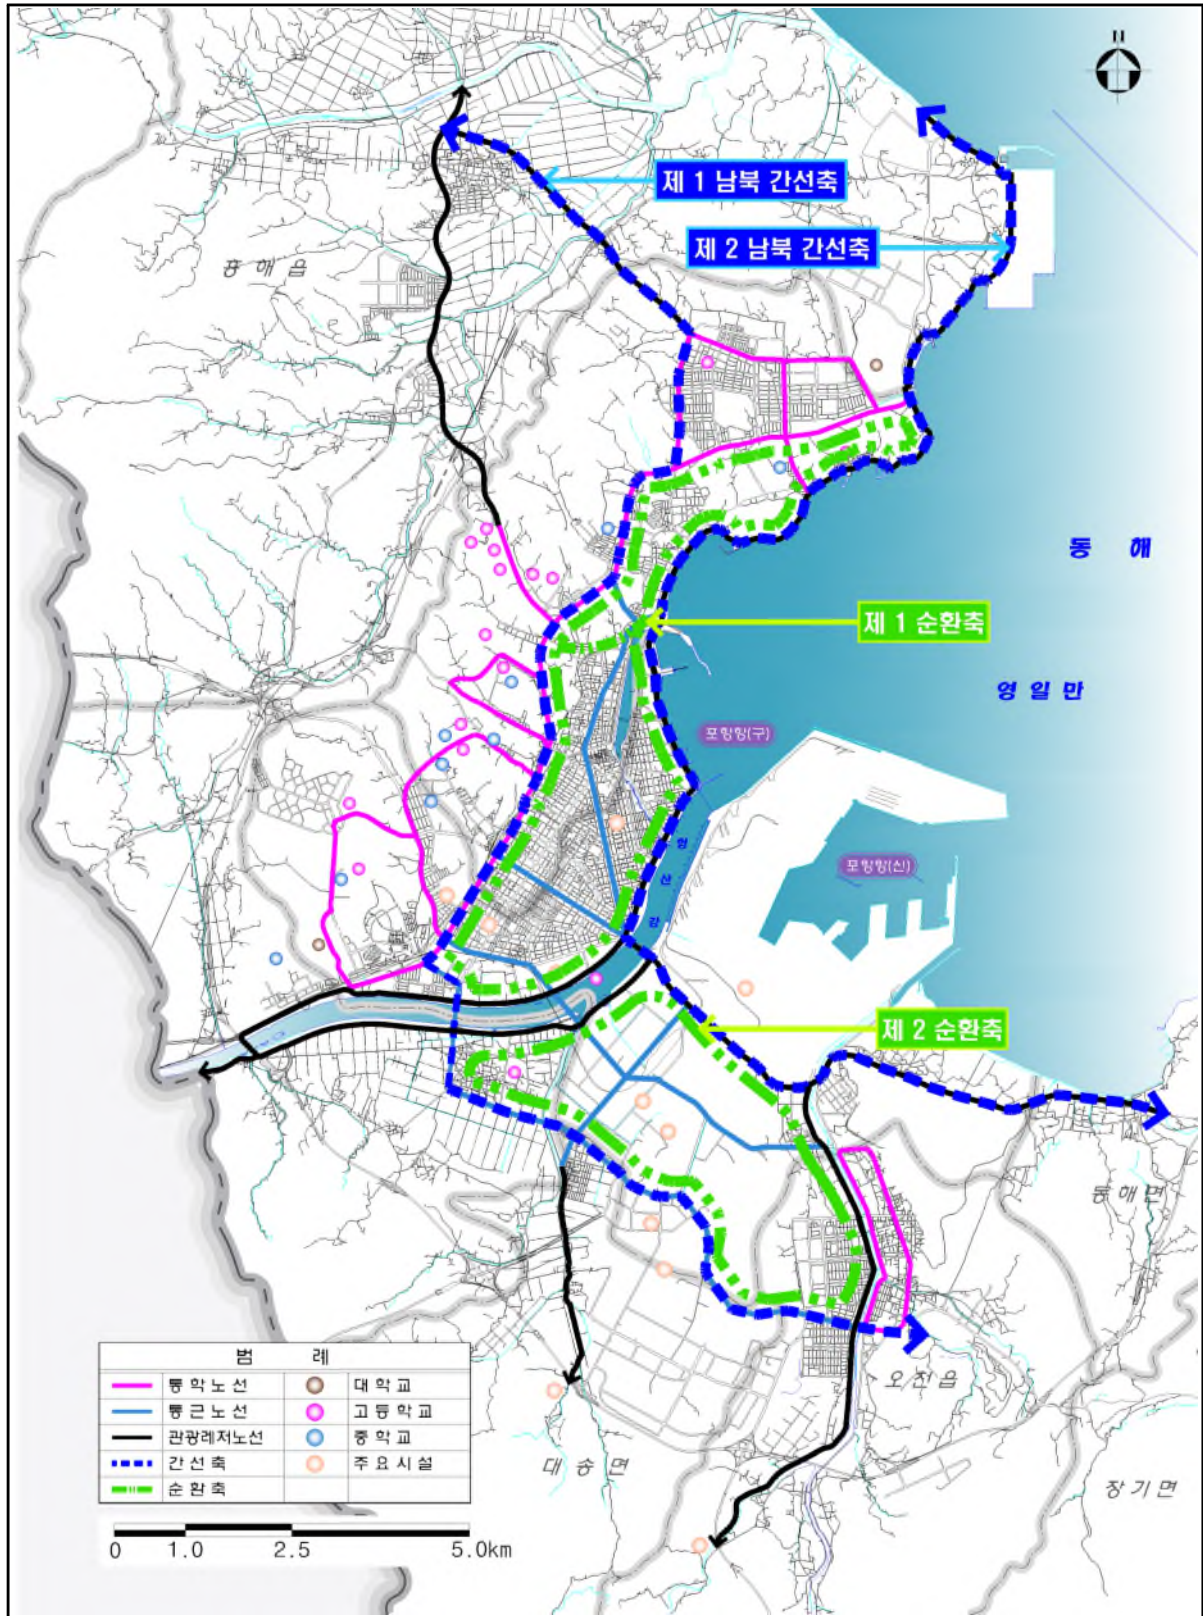 N
제 1 남북 간선축
제 2 남북 간선축
흥해읍
동 해
제 1 순환축
영일만
포항항(구)
형산강
포항항(신)
제 2 순환축
동해면
오천읍
대송면
장기면
범 례
통학노선 대학교
통근노선 고등학교
관광레저노선 중학교
간선축 주요시설
순환축
0 1.0 2.5 5.0km